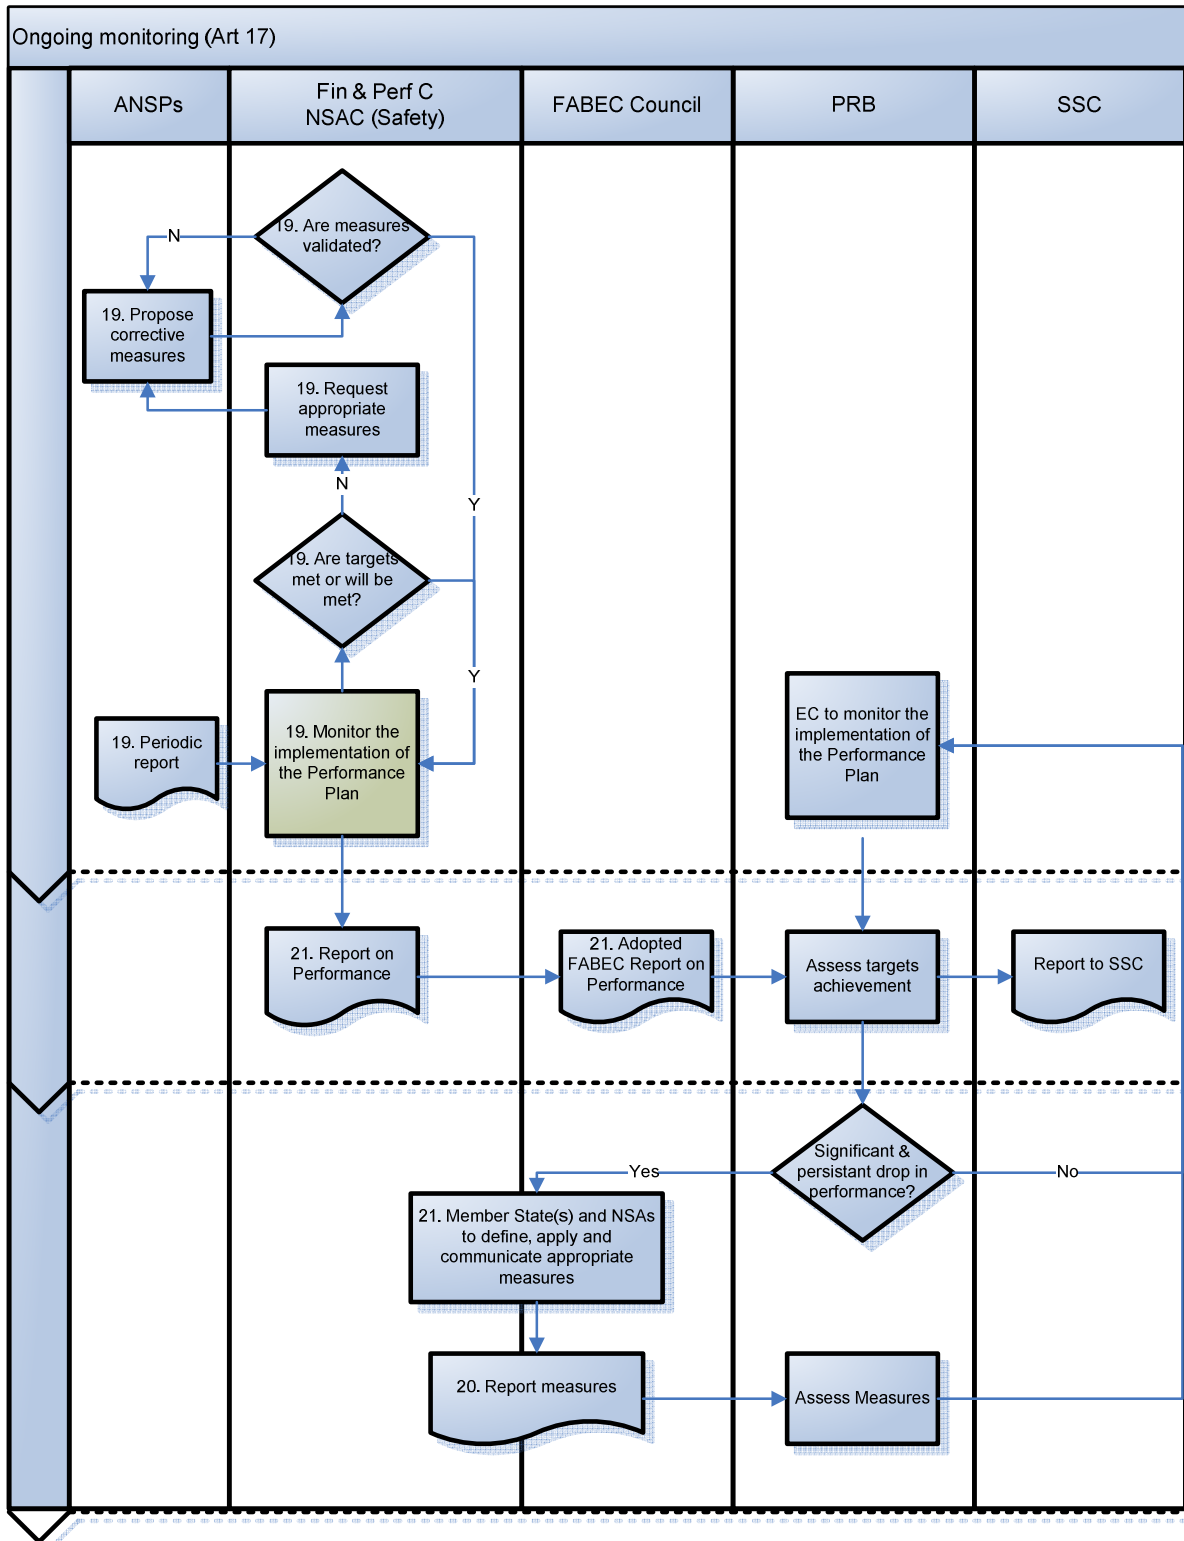 Ongoing monitoring (Art 17)
ANSPs
Fin & Perf C
NSAC (Safety)
FABEC Council
PRB
SSC
19. Are measures
validated?
N
19. Propose
corrective
measures
19. Request
appropriate
measures
N
Y
19. Are targets
met or will be
met?
Y
19. Periodic
report
19. Monitor the
implementation of
the Performance
Plan
EC to monitor the
implementation of
the Performance
Plan
21. Report on
Performance
21. Adopted
FABEC Report on
Performance
Assess targets
achievement
Report to SSC
Significant &
persistant drop in
performance?
Yes
No
21. Member State(s) and NSAs
to define, apply and
communicate appropriate
measures
20. Report measures
Assess Measures